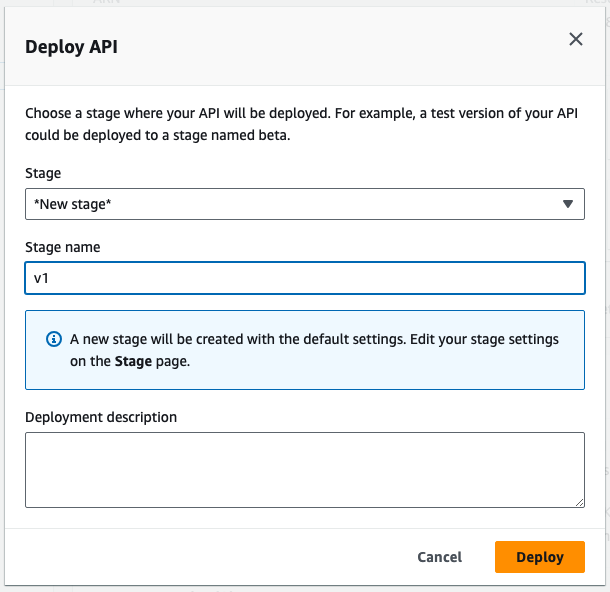 Deploy API
Choose a stage where your API will be deployed. For example, a test version of your API
could be deployed to a stage named beta.
Stage
*New stage*
Stage name
v1
A new stage will be created with the default settings. Edit your stage settings
on the Stage page.
Deployment description
Cancel
Deploy